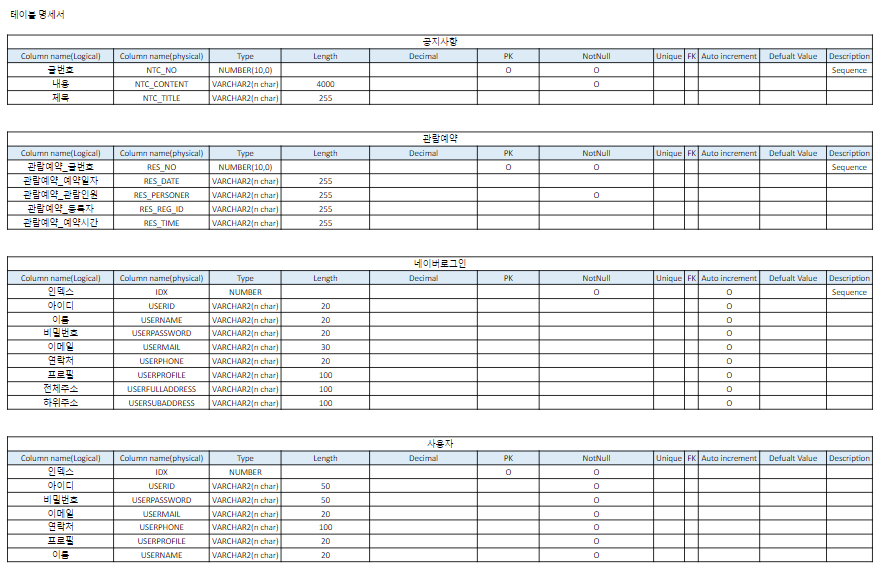 테이블 명세서
공지사항
Column name(Logical) Column name(physical) Type Length Decimal PK NotNull Unique FK Auto increment Defualt Value Description
글번호 NTC_NO NUMBER(10,0) O O Sequence
내용 NTC_CONTENT VARCHAR2(n char) 4000 O
제목 NTC_TITLE VARCHAR2(n char) 255
관람예약
Column name(Logical) Column name(physical) Type Length Decimal PK NotNull Unique FK Auto increment Defualt Value Description
관람예약_글번호 RES_NO NUMBER(10,0) O O Sequence
관람예약_예약일자 RES_DATE VARCHAR2(n char) 255
관람예약_관람인원 RES_PERSONER VARCHAR2(n char) 255 O
관람예약_등록자 RES_REG_ID VARCHAR2(n char) 255
관람예약_예약시간 RES_TIME VARCHAR2(n char) 255
네이버로그인
Column name(Logical) Column name(physical) Type Length Decimal PK NotNull Unique FK Auto increment Defualt Value Description
인덱스 IDX NUMBER O O Sequence
아이디 USERID VARCHAR2(n char) 20 O
이름 USERNAME VARCHAR2(n char) 20 O
비밀번호 USERPASSWORD VARCHAR2(n char) 20 O
이메일 USERMAIL VARCHAR2(n char) 30 O
연락처 USERPHONE VARCHAR2(n char) 20 O
프로필 USERPROFILE VARCHAR2(n char) 100 O
전체주소 USERFULLADDRESS VARCHAR2(n char) 100 O
하위주소 USERSUBADDRESS VARCHAR2(n char) 100 O
사용자
Column name(Logical) Column name(physical) Type Length Decimal PK NotNull Unique FK Auto increment Defualt Value Description
인덱스 IDX NUMBER O O
아이디 USERID VARCHAR2(n char) 50 O
비밀번호 USERPASSWORD VARCHAR2(n char) 50 O
이메일 USERMAIL VARCHAR2(n char) 20 O
연락처 USERPHONE VARCHAR2(n char) 100 O
프로필 USERPROFILE VARCHAR2(n char) 20 O
이름 USERNAME VARCHAR2(n char) 20 O